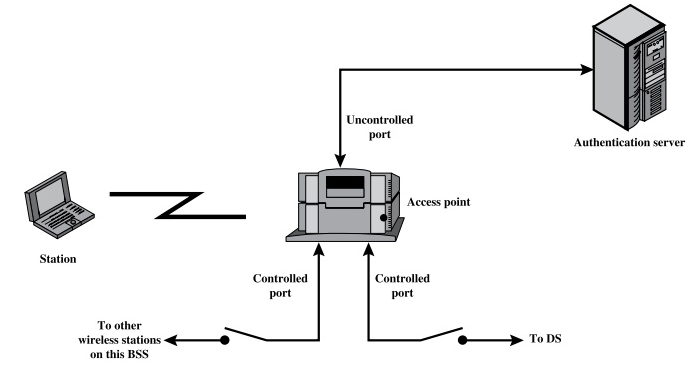 Uncontrolled
port
Authentication server
Access point
Station
Controlled
port
Controlled
port
To other
wireless stations
on this BSS
To DS